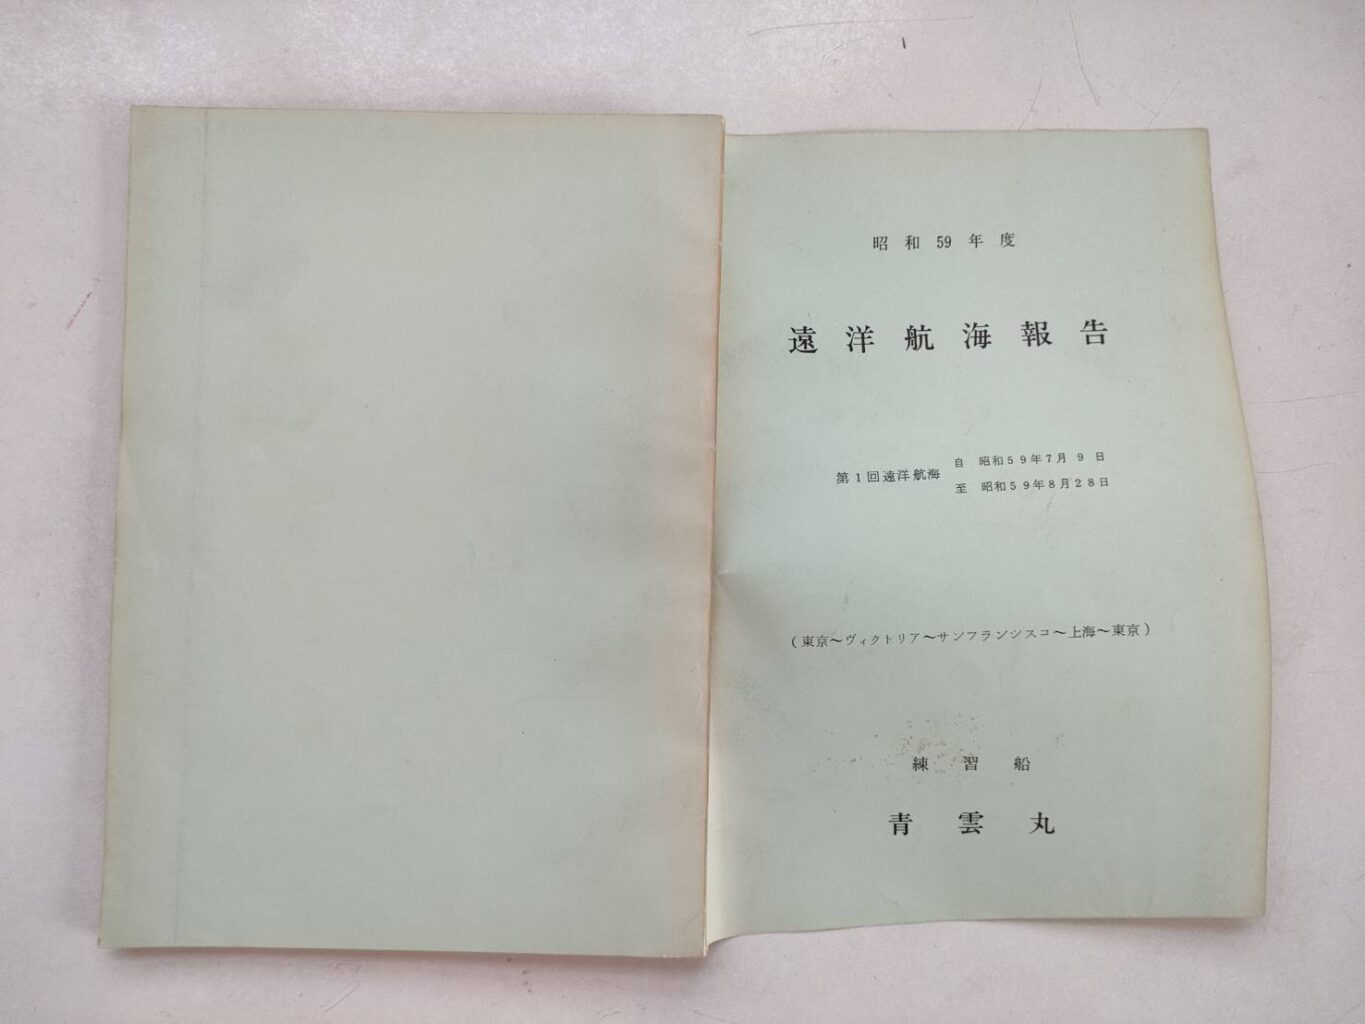 昭和59年度
遠洋航海報告
第1回遠洋航海 自 昭和59年7月9日
至 昭和59年8月28日
(東京~ヴィクトリア~サンフランシスコ~上海~東京)
練習船
青雲丸